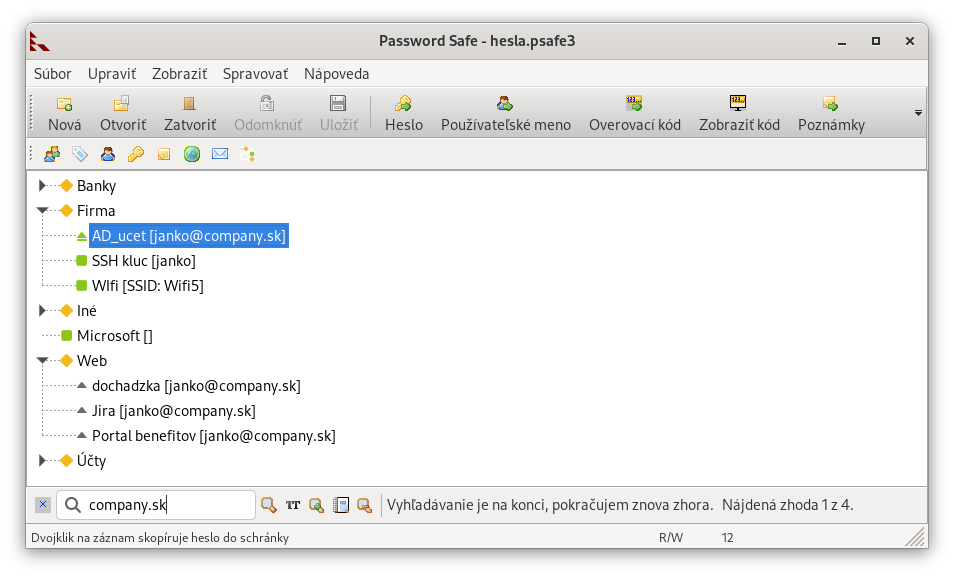 Password Safe - hesla.psafe3
Súbor Upraviť Zobraziť Spravovať Nápoveda
Nová Otvoriť Zatvoriť Odomknúť Uložiť Heslo Používateľské meno Overovací kód Zobraziť kód Poznámky
Banky
Firma
AD_ucet [janko@company.sk]
SSH kluc [janko]
WIfi [SSID: Wifi5]
Iné
Microsoft []
Web
dochadzka [janko@company.sk]
Jira [janko@company.sk]
Portal benefitov [janko@company.sk]
Účty
company.sk TT Vyhľadávanie je na konci, pokračujem znova zhora. Nájdená zhoda 1 z 4.
Dvojklik na záznam skopíruje heslo do schránky R/W 12